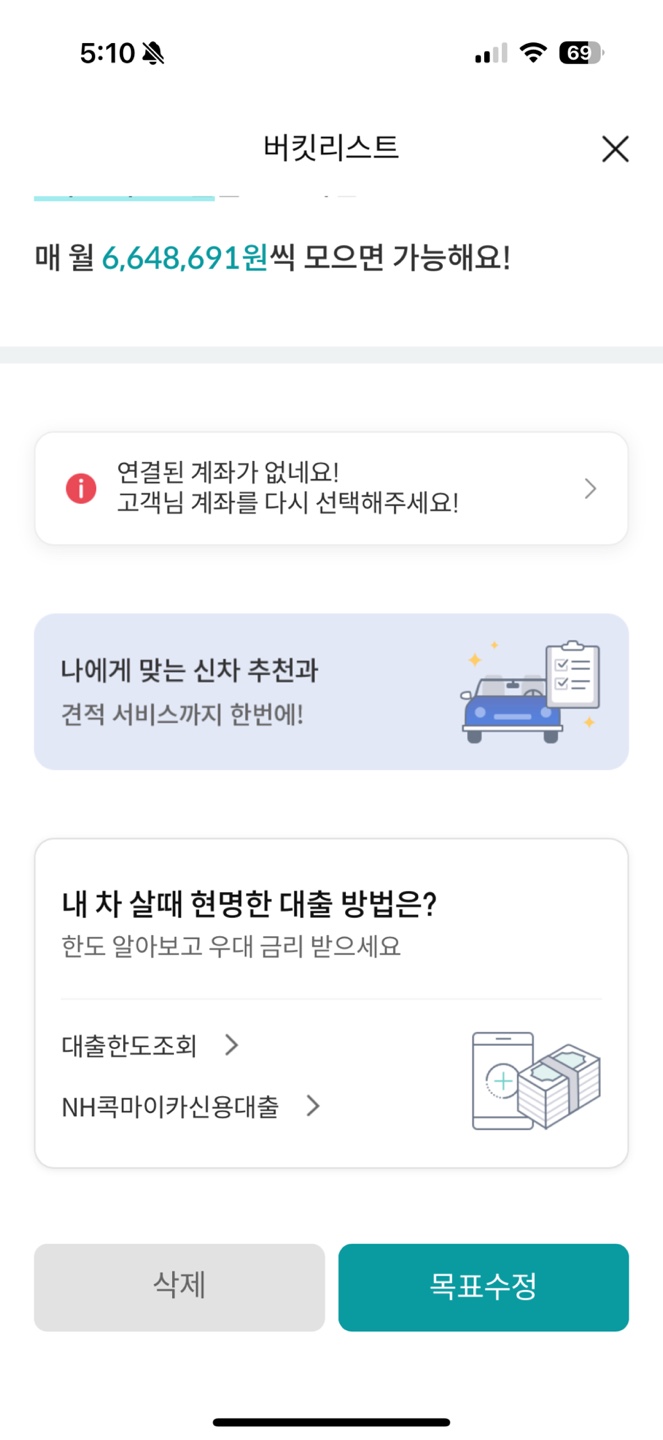 5:10
69
버킷리스트
매 월 6,648,691원씩 모으면 가능해요!
연결된 계좌가 없네요!
고객님 계좌를 다시 선택해주세요!
나에게 맞는 신차 추천과
견적 서비스까지 한번에!
내 차 살때 현명한 대출 방법은?
한도 알아보고 우대 금리 받으세요
대출한도조회
NH콕마이카신용대출
삭제
목표수정